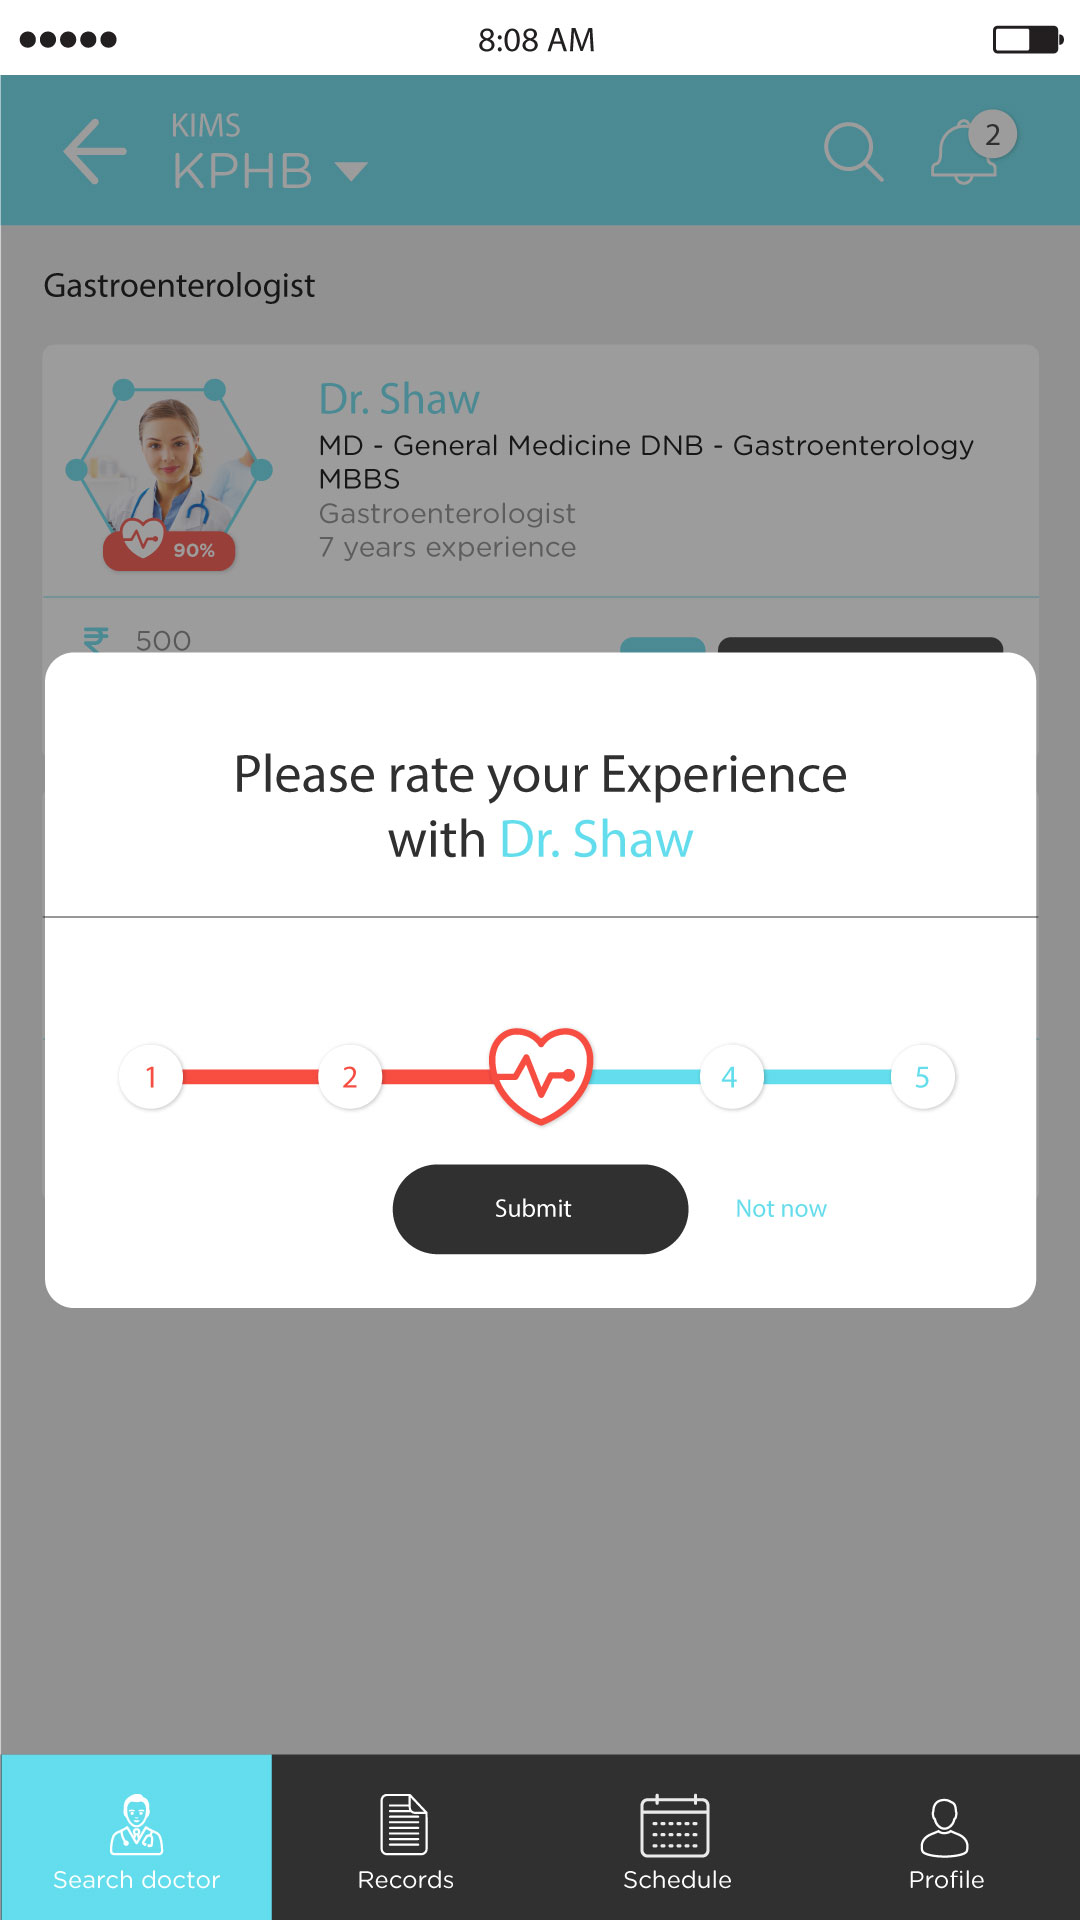 8:08 AM
KIMS
KPHB
2
Gastroenterologist
Dr. Shaw
MD - General Medicine DNB - Gastroenterology
MBBS
Gastroenterologist
7 years experience
90%
₹ 500
Please rate your Experience
with Dr. Shaw
1 2 4 5
Submit
Not now
Search doctor
Records
Schedule
Profile